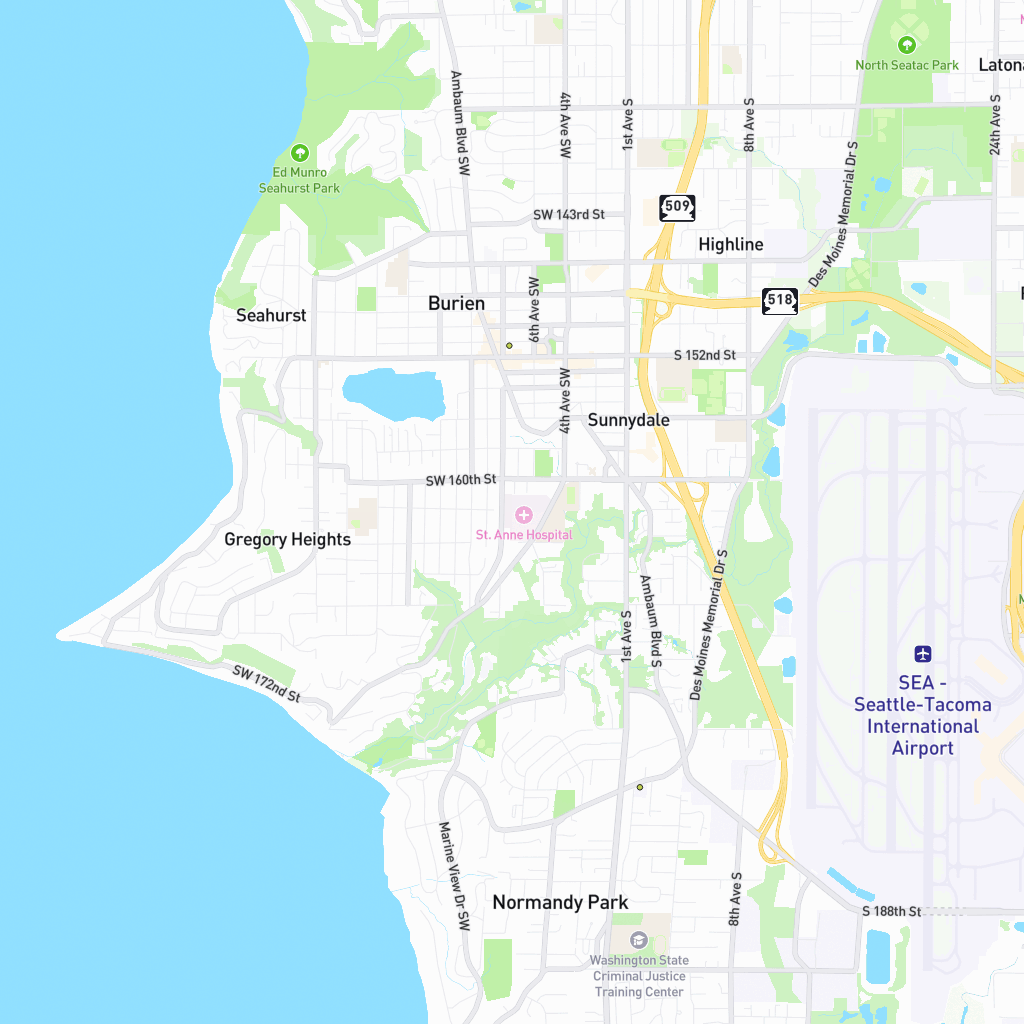 North Seatac Park
Ambaum Blvd SW
4th Ave SW
1st Ave S
8th Ave S
24th Ave S
Des Moines Memorial Dr S
Ed Munro
Seahurst Park
509
SW 143rd St
Highline
518
Burien
6th Ave SW
Seahurst
S 152nd St
4th Ave SW
Sunnydale
SW 160th St
St. Anne Hospital
Gregory Heights
Ambaum Blvd S
1st Ave S
Des Moines Memorial Dr S
SW 172nd St
SEA -
Seattle-Tacoma
International
Airport
Marine View Dr SW
8th Ave S
Normandy Park
S 188th St
Washington State
Criminal Justice
Training Center